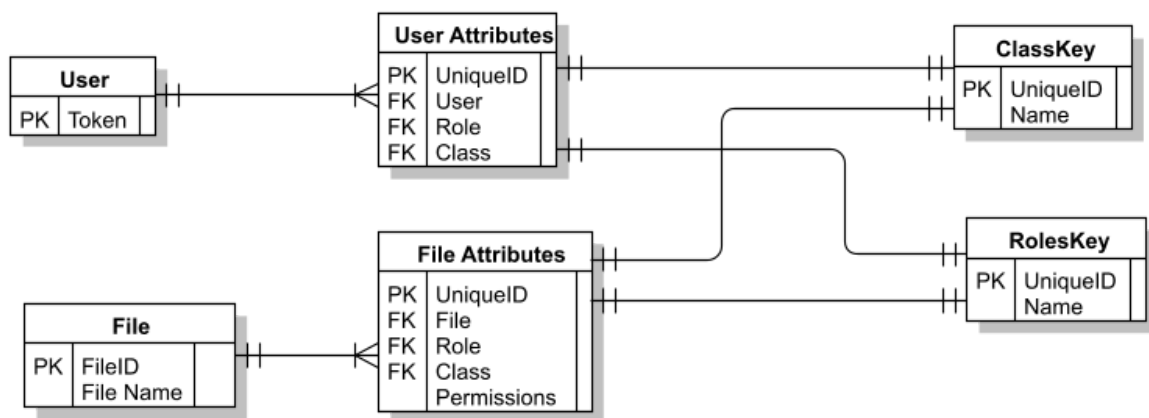 User
PK Token
User Attributes
PK UniqueID
FK User
FK Role
FK Class
ClassKey
PK UniqueID
Name
File
PK FileID
File Name
File Attributes
PK UniqueID
FK File
FK Role
FK Class
Permissions
RolesKey
PK UniqueID
Name